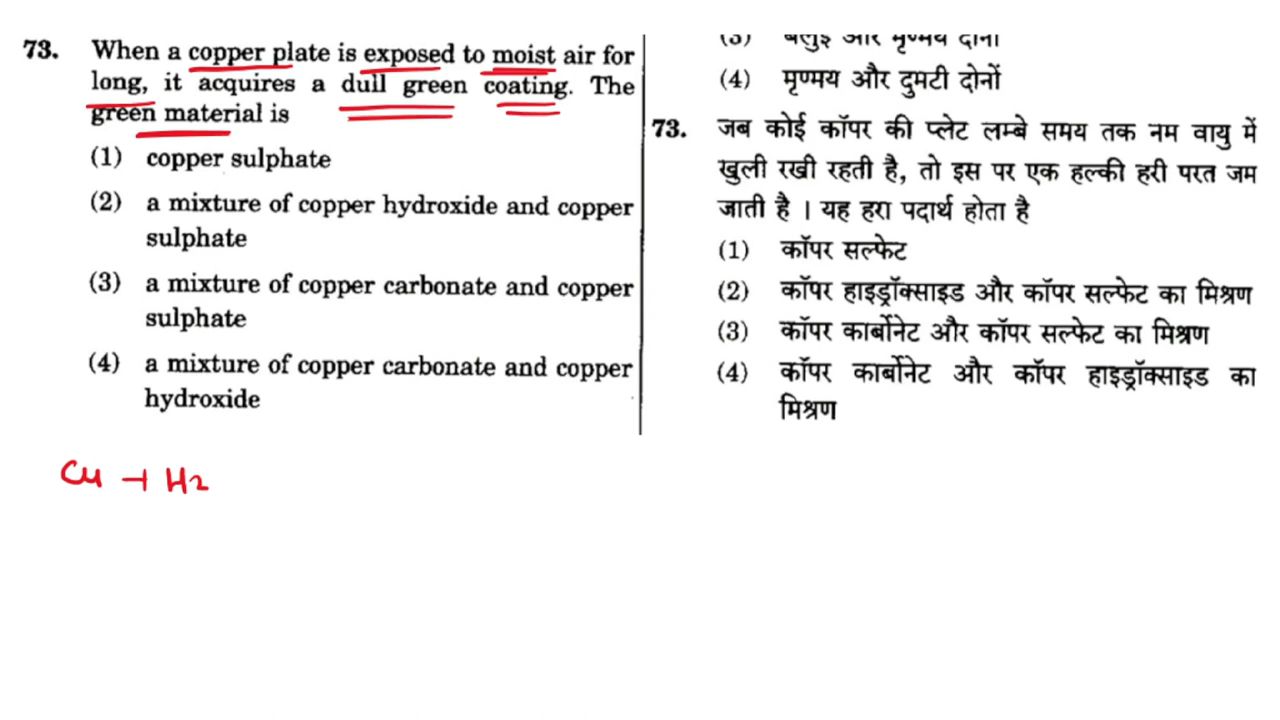 73. When a copper plate is exposed to moist air for
long, it acquires a dull green coating. The
green material is
(1) copper sulphate
(2) a mixture of copper hydroxide and copper
sulphate
(3) a mixture of copper carbonate and copper
sulphate
(4) a mixture of copper carbonate and copper
hydroxide
(3) बलुई और मृण्मय दोनों
(4) मृण्मय और दुमटी दोनों
73. जब कोई कॉपर की प्लेट लम्बे समय तक नम वायु में
खुली रखी रहती है, तो इस पर एक हल्की हरी परत जम
जाती है । यह हरा पदार्थ होता है
(1) कॉपर सल्फेट
(2) कॉपर हाइड्रॉक्साइड और कॉपर सल्फेट का मिश्रण
(3) कॉपर कार्बोनेट और कॉपर सल्फेट का मिश्रण
(4) कॉपर कार्बोनेट और कॉपर हाइड्रॉक्साइड का
मिश्रण
Cu + H2